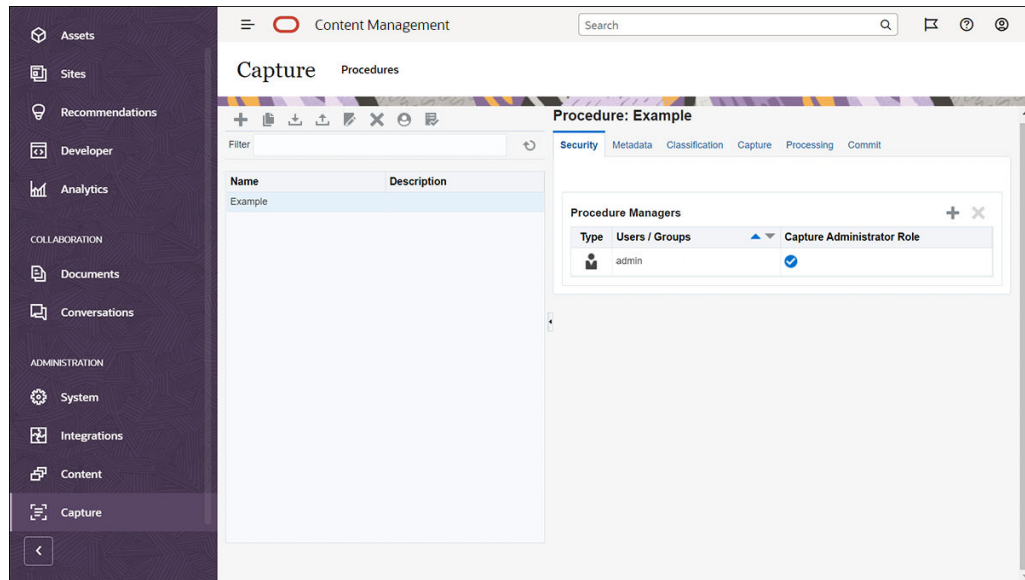 Assets
Sites
Recommendations
Developer
Analytics
COLLABORATION
Documents
Conversations
ADMINISTRATION
System
Integrations
Content
Capture
Content Management
Search
Capture Procedures
Filter
Name Description
Example
Procedure: Example
Security Metadata Classification Capture Processing Commit
Procedure Managers
Type Users / Groups Capture Administrator Role
admin